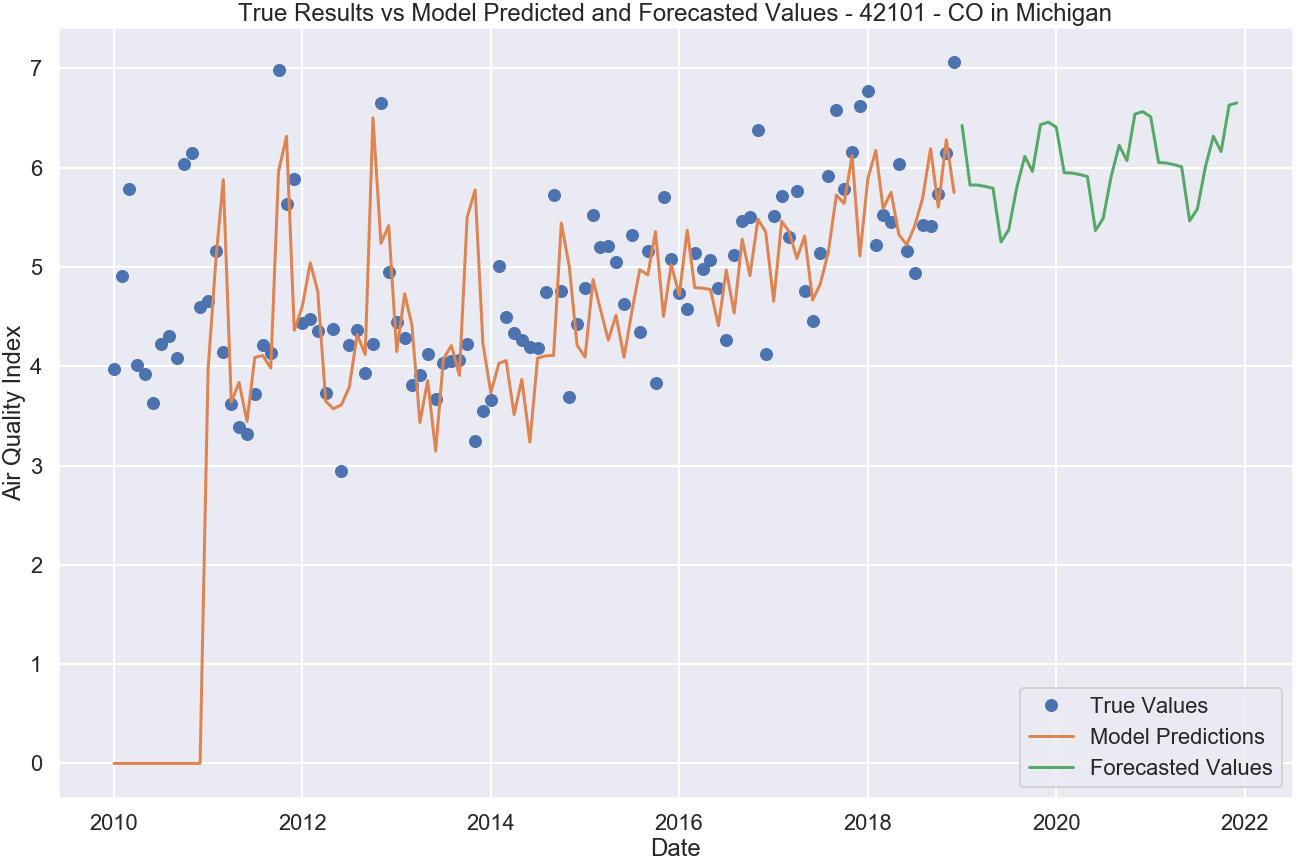 True Results vs Model Predicted and Forecasted Values - 42101 - CO in Michigan
Air Quality Index
7
6
5
4
3
2
1
0
True Values
Model Predictions
Forecasted Values
2010 2012 2014 2016 2018 2020 2022
Date